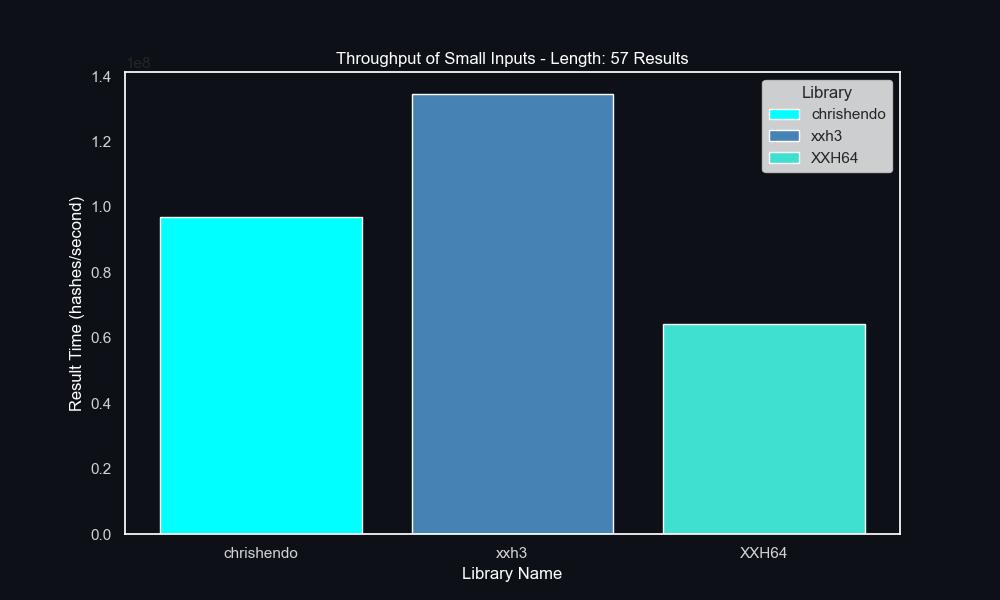 Throughput of Small Inputs - Length: 57 Results
1e8
1.4
1.2
1.0
0.8
0.6
0.4
0.2
0.0
Result Time (hashes/second)
Library
chrishendo
xxh3
XXH64
chrishendo
xxh3
XXH64
Library Name